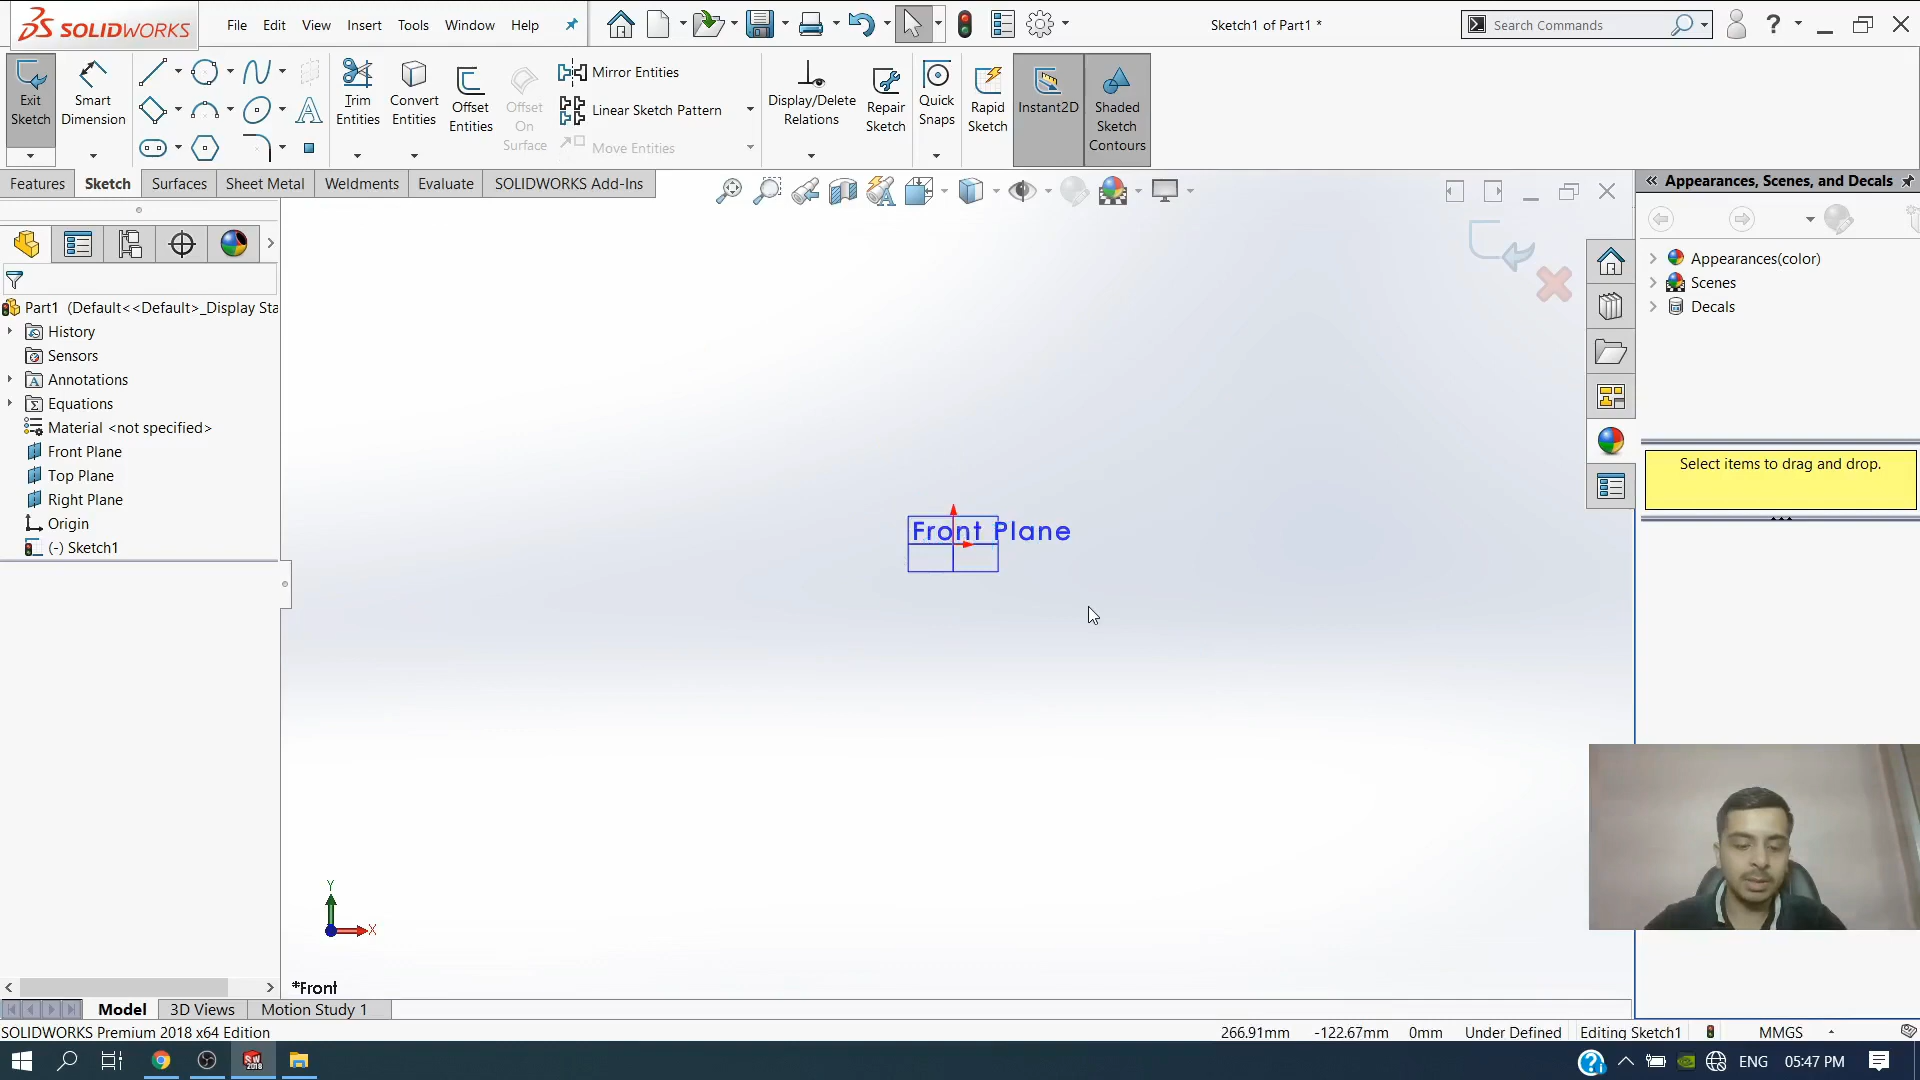 SOLIDWORKS
File Edit View Insert Tools Window Help
Sketch1 of Part1 *
Search Commands
?
Exit Sketch
Smart Dimension
Trim Entities
Convert Entities
Offset Entities
Offset On Surface
Mirror Entities
Linear Sketch Pattern
Move Entities
Display/Delete Relations
Repair Sketch
Quick Snaps
Rapid Sketch
Instant2D
Shaded Sketch Contours
Features Sketch Surfaces Sheet Metal Weldments Evaluate SOLIDWORKS Add-Ins
Appearances, Scenes, and Decals
Part1 (Default<<Default>_Display Sta
History
Sensors
Annotations
Equations
Material <not specified>
Front Plane
Top Plane
Right Plane
Origin
(-) Sketch1
Appearances(color)
Scenes
Decals
Select items to drag and drop.
Front Plane
Y
X
*Front
Model 3D Views Motion Study 1
SOLIDWORKS Premium 2018 x64 Edition
266.91mm -122.67mm 0mm Under Defined Editing Sketch1 MMGS
ENG 05:47 PM